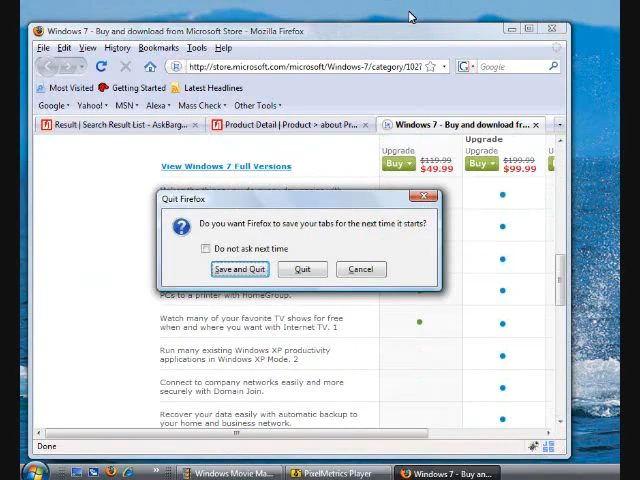 Windows 7 - Buy and download from Microsoft Store - Mozilla Firefox
File Edit View History Bookmarks Tools Help
http://store.microsoft.com/microsoft/Windows-7/category/102
Google
Most Visited Getting Started Latest Headlines
Google Yahoo! MSN Alexa Mass Check Other Tools
Result | Search Result List - AskBarg...
Product Detail | Product > about Pr...
Windows 7 - Buy and download fr...
Upgrade
Upgrade Upgrade
View Windows 7 Full Versions
Buy $119.99 $49.99
Buy $199.99 $99.99
Quit Firefox
Do you want Firefox to save your tabs for the next time it starts?
Do not ask next time
Save and Quit Quit Cancel
PCs to a printer with HomeGroup.
Watch many of your favorite TV shows for free
when and where you want with Internet TV. 1
Run many existing Windows XP productivity
applications in Windows XP Mode. 2
Connect to company networks easily and more
securely with Domain Join.
Recover your data easily with automatic backup to
your home and business network.
Done
Windows Movie Ma...
PixelMetrics Player
Windows 7 - Buy an...